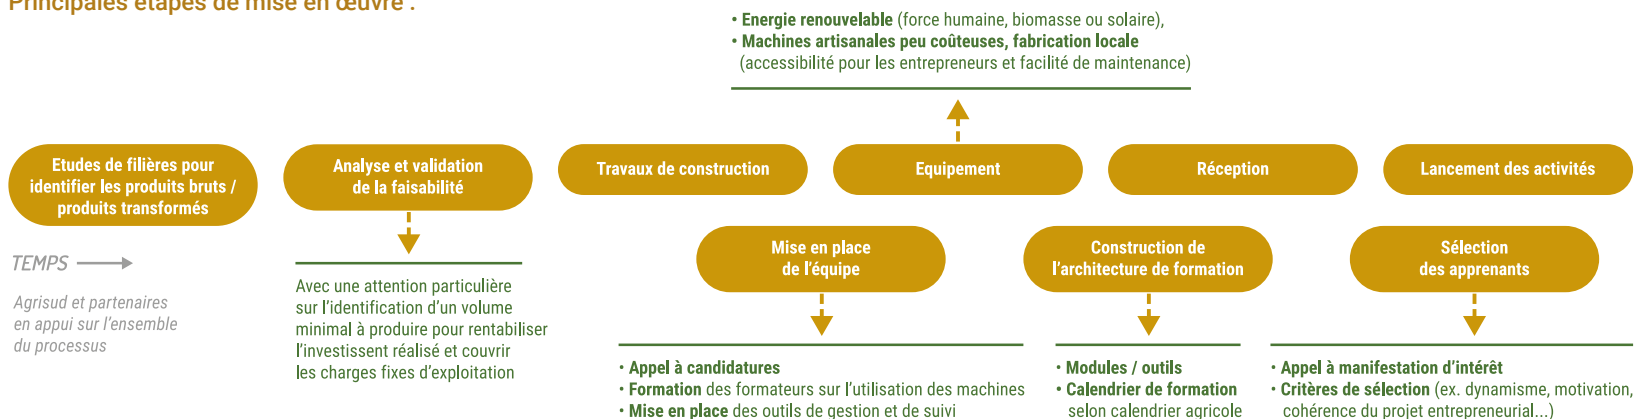 Principales étapes de mise en œuvre :
• Energie renouvelable (force humaine, biomasse ou solaire),
• Machines artisanales peu coûteuses, fabrication locale
(accessibilité pour les entrepreneurs et facilité de maintenance)
Etudes de filières pour
identifier les produits bruts /
produits transformés
Analyse et validation
de la faisabilité
Travaux de construction
Equipement
Réception
Lancement des activités
TEMPS
Agrisud et partenaires
en appui sur l'ensemble
du processus
Avec une attention particulière
sur l'identification d'un volume
minimal à produire pour rentabiliser
l'investissent réalisé et couvrir
les charges fixes d'exploitation
Mise en place
de l'équipe
Construction de
l'architecture de formation
Sélection
des apprenants
• Appel à candidatures
• Formation des formateurs sur l'utilisation des machines
• Mise en place des outils de gestion et de suivi
• Modules / outils
• Calendrier de formation
selon calendrier agricole
• Appel à manifestation d'intérêt
• Critères de sélection (ex. dynamisme, motivation,
cohérence du projet entrepreneurial...)